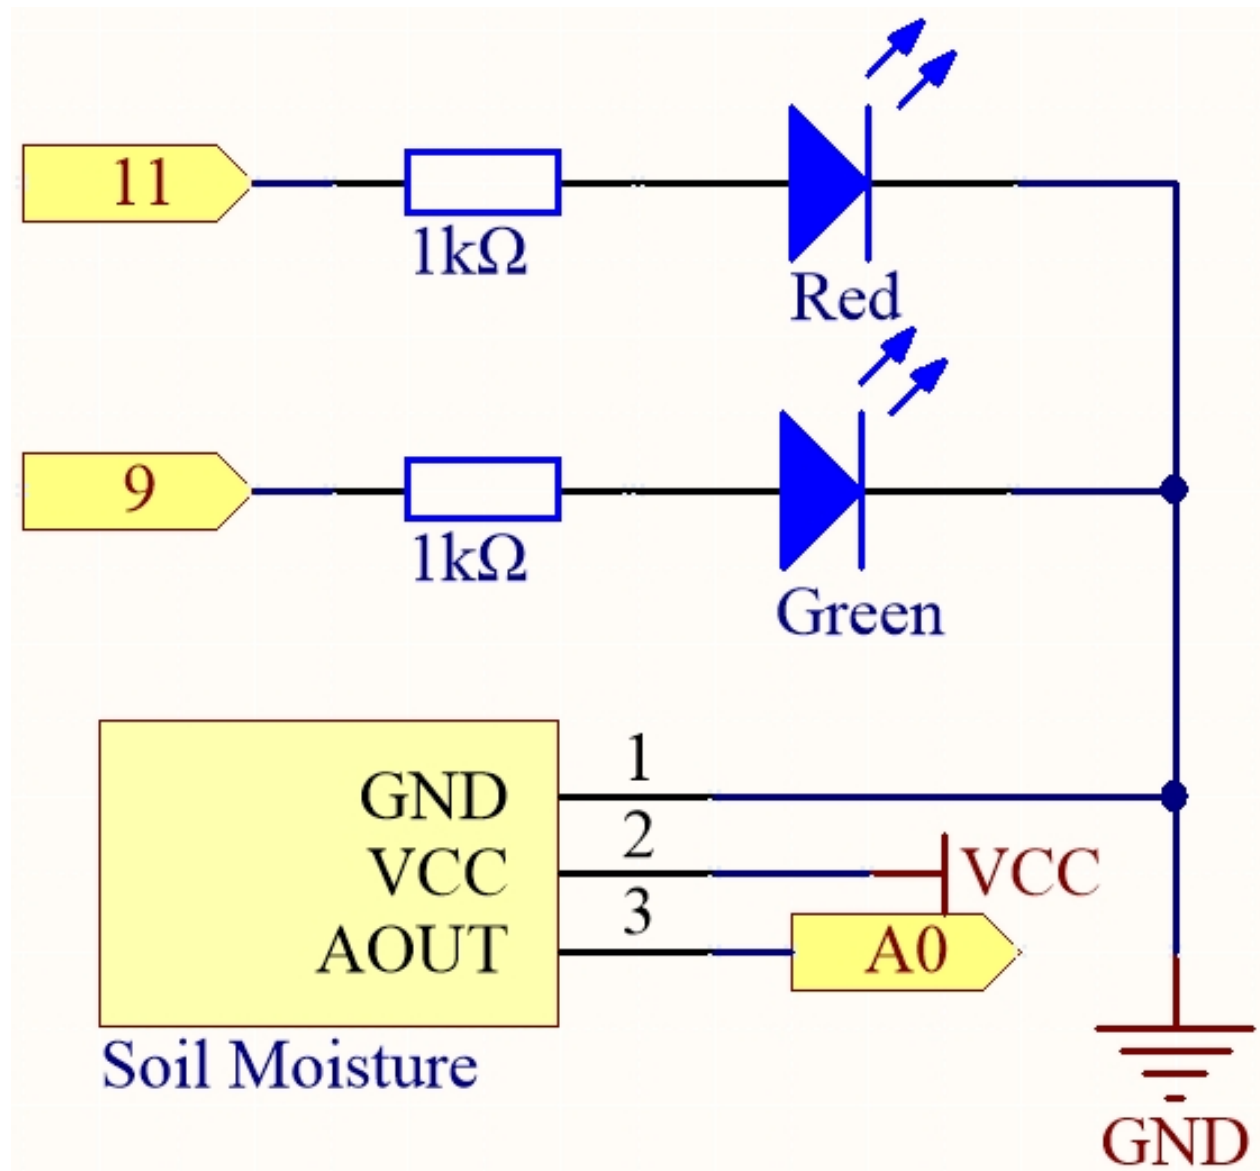 11
1kΩ
Red
9
1kΩ
Green
1
GND
2
VCC
VCC
3
AOUT
A0
Soil Moisture
GND